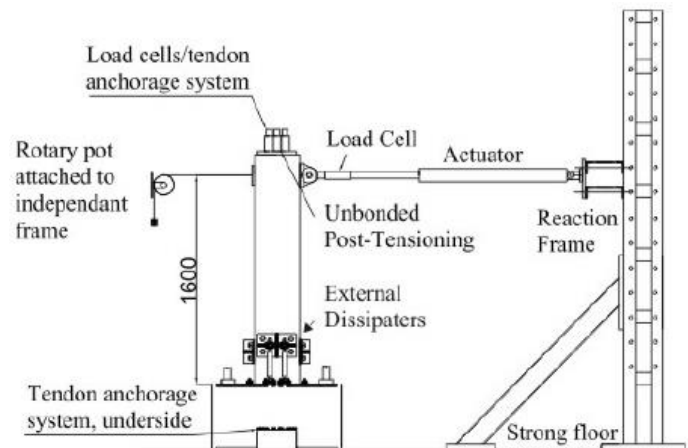 Load cells/tendon
anchorage system
Load Cell
Actuator
Rotary pot
attached to
independant
frame
Unbonded
Post-Tensioning
Reaction
Frame
1600
External
Dissipaters
Tendon anchorage
system, underside
Strong floor